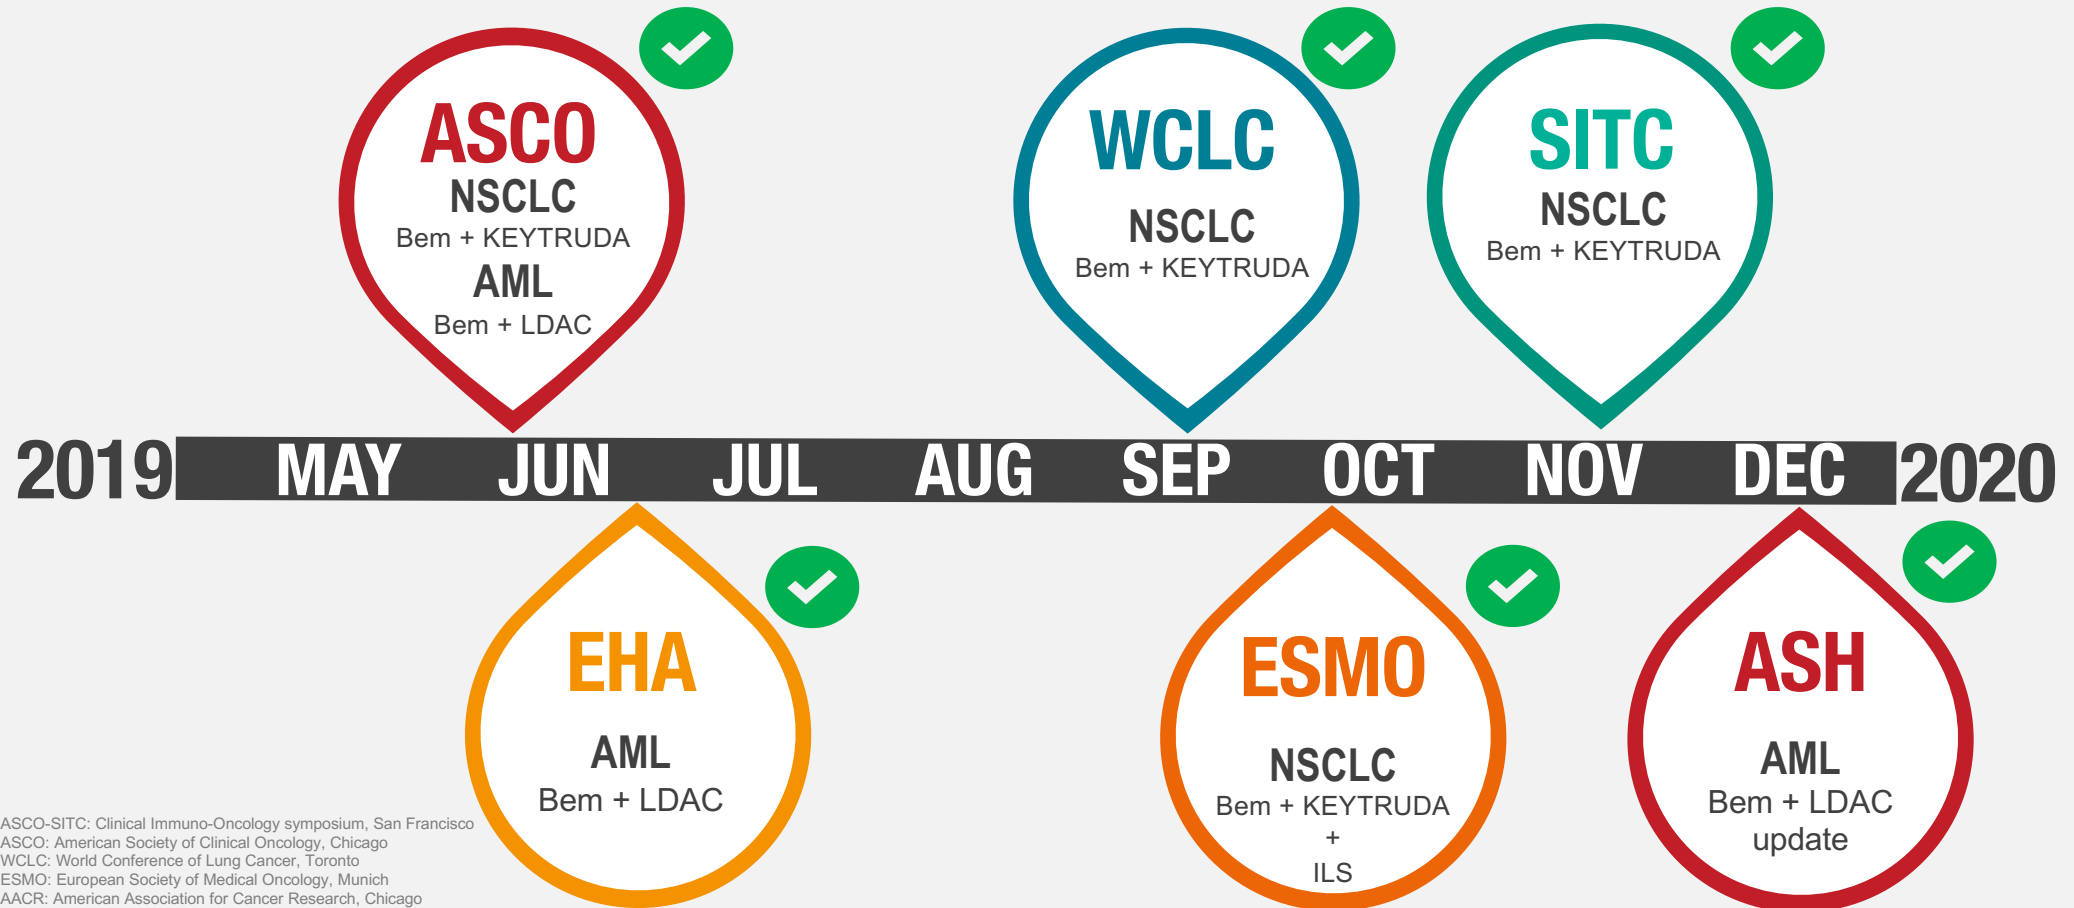 ASCO
NSCLC
Bem + KEYTRUDA
AML
Bem + LDAC
WCLC
NSCLC
Bem + KEYTRUDA
SITC
NSCLC
Bem + KEYTRUDA
2019 MAY JUN JUL AUG SEP OCT NOV DEC 2020
EHA
AML
Bem + LDAC
ESMO
NSCLC
Bem + KEYTRUDA
+
ILS
ASH
AML
Bem + LDAC
update
ASCO-SITC: Clinical Immuno-Oncology symposium, San Francisco
ASCO: American Society of Clinical Oncology, Chicago
WCLC: World Conference of Lung Cancer, Toronto
ESMO: European Society of Medical Oncology, Munich
AACR: American Association for Cancer Research, Chicago